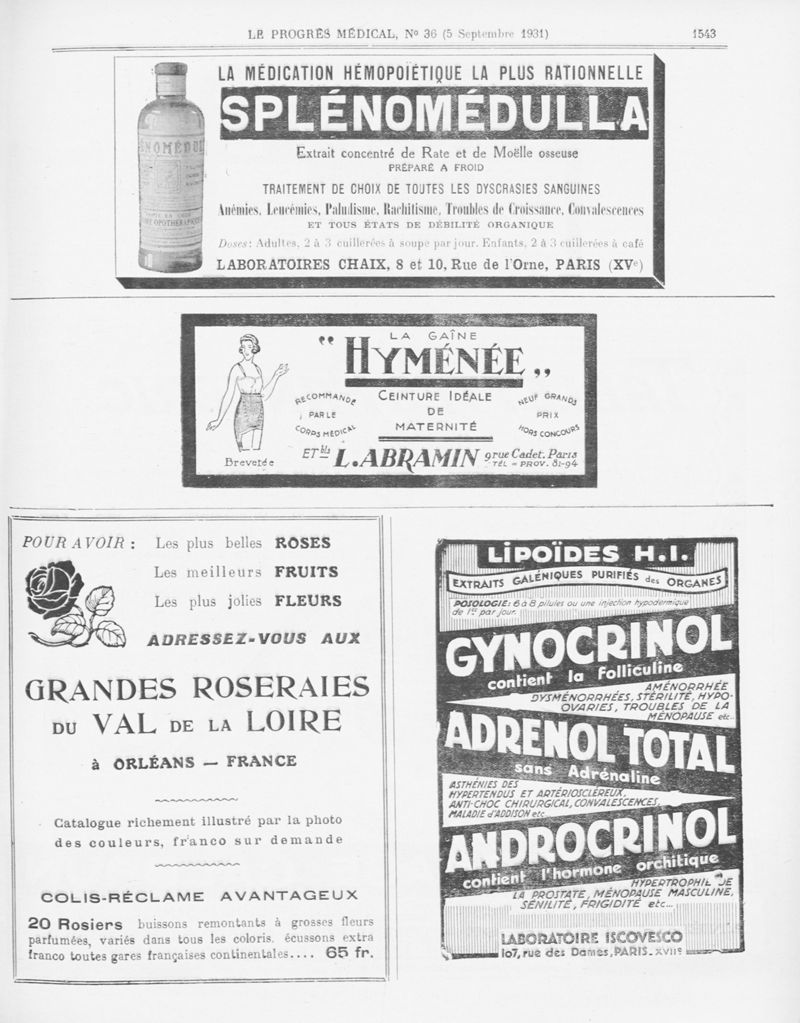 LE PROGRÈS MÉDICAL, No 36 (5 Septembre 1931)
1543
LA MÉDICATION HÉMOPOÏÉTIQUE LA PLUS RATIONNELLE
SPLÉNOMÉDULLA
Extrait concentré de Rate et de Moëlle osseuse
PRÉPARÉ A FROID
TRAITEMENT DE CHOIX DE TOUTES LES DYSCRASIES SANGUINES
Anémies, Leucémies, Paludisme, Rachitisme, Troubles de Croissance, Convalescences
ET TOUS ÉTATS DE DÉBILITÉ ORGANIQUE
Doses: Adultes, 2 à 3 cuillerées à soupe par jour. Enfants, 2 à 3 cuillerées à café
LABORATOIRES CHAIX, 8 et 10, Rue de l'Orne, PARIS (XVe)
LA GAÎNE
"HYMÉNÉE„
RECOMMANDÉ
PAR LE
CORPS MÉDICAL
CEINTURE IDÉALE
DE
MATERNITÉ
NEUF GRANDS
PRIX
HORS CONCOURS
Brevetée
ETbts L. ABRAMIN 9 rue Cadet. Paris
TÉL = PROV. 81-94
POUR AVOIR : Les plus belles ROSES
Les meilleurs FRUITS
Les plus jolies FLEURS
ADRESSEZ-VOUS AUX
GRANDES ROSERAIES
DU VAL DE LA LOIRE
à ORLÉANS — FRANCE
Catalogue richement illustré par la photo
des couleurs, franco sur demande
COLIS-RÉCLAME AVANTAGEUX
20 Rosiers buissons remontants à grosses fleurs
parfumées, variés dans tous les coloris. écussons extra
franco toutes gares françaises continentales.... 65 fr.
LIPOÏDES H.I.
EXTRAITS GALÉNIQUES PURIFIÉS des ORGANES
POSOLOGIE: 6 à 8 pilules ou une injection hypodermique
de 1cc par jour.
GYNOCRINOL
contient la Folliculine
AMÉNORRHÉE
DYSMÉNORRHÉES, STÉRILITÉ, HYPO-
OVARIES, TROUBLES DE LA
MÉNOPAUSE etc..
ADRENOL TOTAL
sans Adrénaline
ASTHÉNIES DES
HYPERTENDUS ET ARTÉRIOSCLÉREUX,
ANTI-CHOC CHIRURGICAL, CONVALESCENCES,
MALADIE d'ADDISON etc
ANDROCRINOL
contient l'hormone orchitique
HYPERTROPHIE DE
LA PROSTATE, MÉNOPAUSE MASCULINE,
SÉNILITÉ, FRIGIDITÉ etc...
LABORATOIRE ISCOVESCO
107, rue des Dames, PARIS. XVIIe